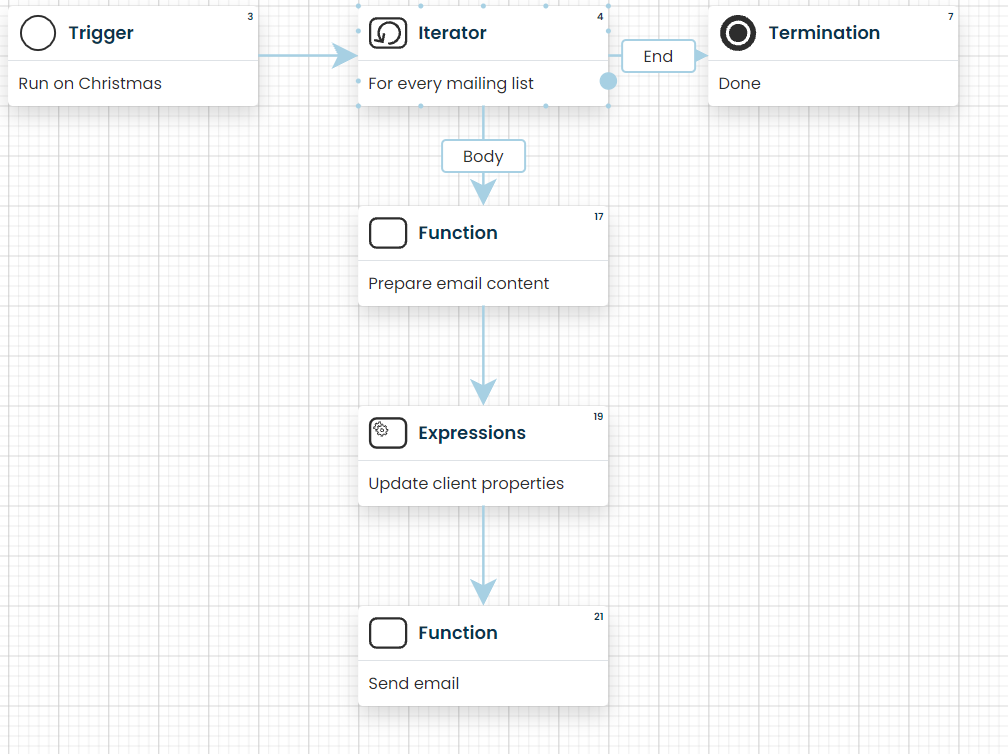 Trigger
3
Run on Christmas
Iterator
4
For every mailing list
End
Termination
7
Done
Body
Function
17
Prepare email content
Expressions
19
Update client properties
Function
21
Send email